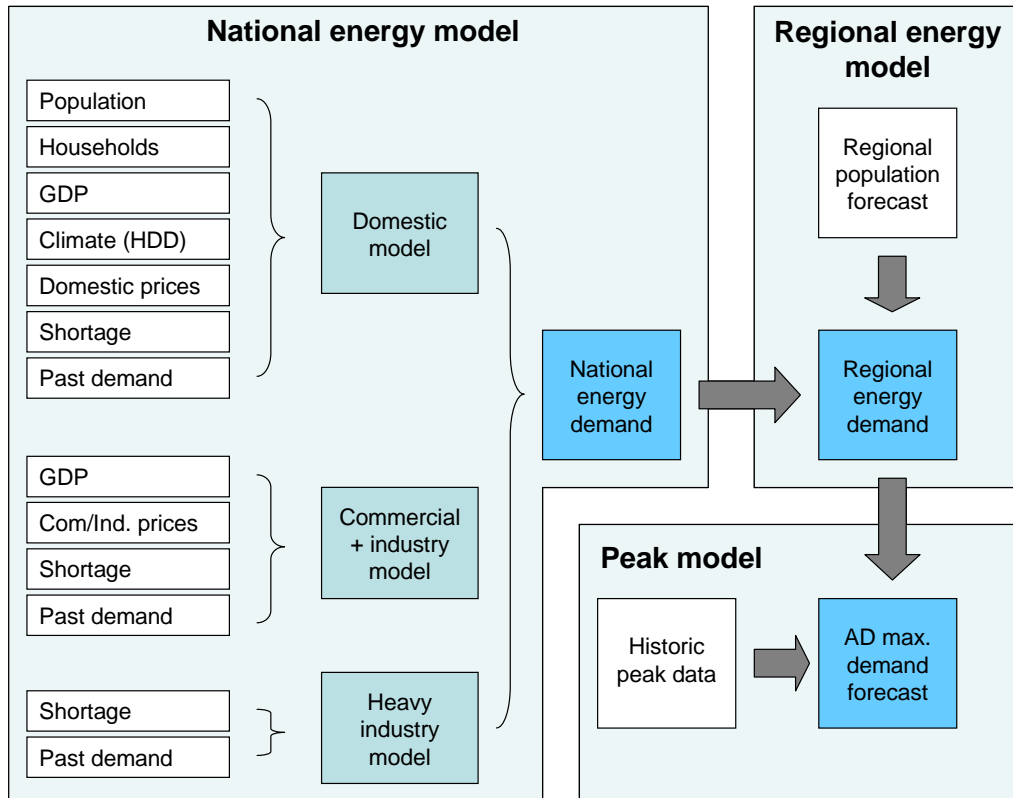 National energy model
Population
Households
GDP
Climate (HDD)
Domestic prices
Shortage
Past demand
Domestic
model
GDP
Com/Ind. prices
Shortage
Past demand
Commercial
+ industry
model
Shortage
Past demand
Heavy
industry
model
National
energy
demand
Regional energy
model
Regional
population
forecast
Regional
energy
demand
Peak model
Historic
peak data
AD max.
demand
forecast